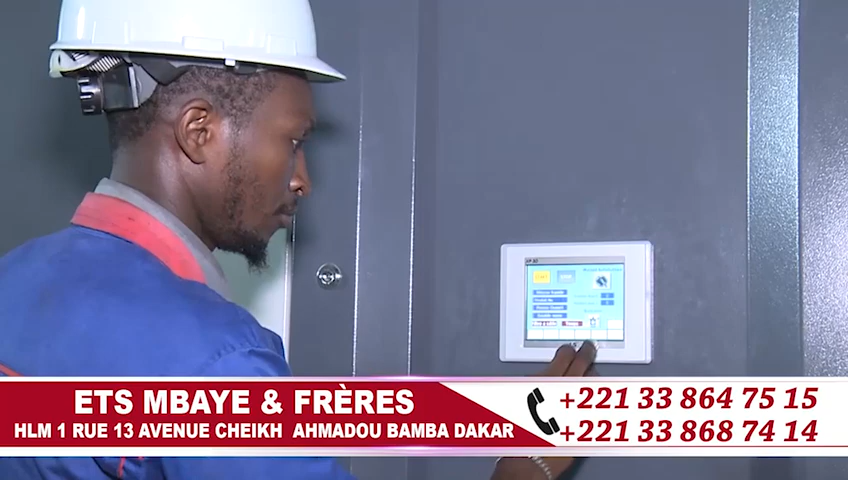 ETS MBAYE & FRÈRES
HLM 1 RUE 13 AVENUE CHEIKH AHMADOU BAMBA DAKAR
+221 33 864 75 15
+221 33 868 74 14